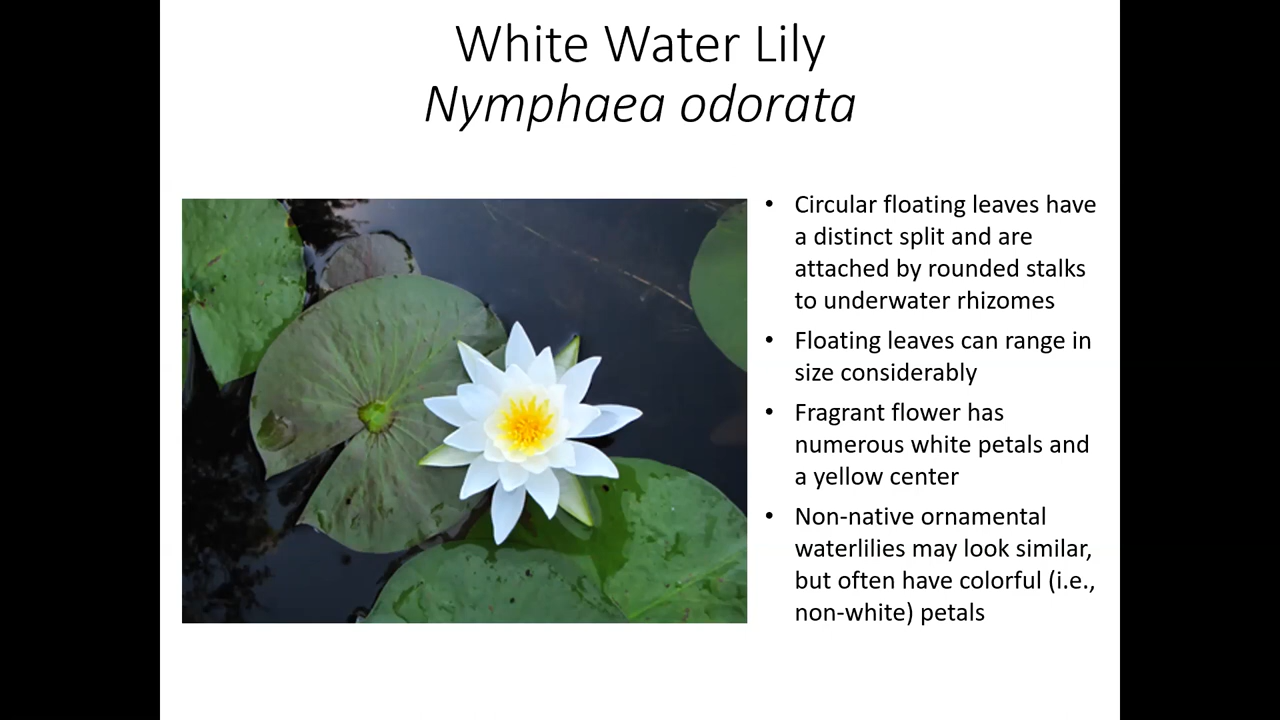 White Water Lily
Nymphaea odorata
• Circular floating leaves have
a distinct split and are
attached by rounded stalks
to underwater rhizomes
• Floating leaves can range in
size considerably
• Fragrant flower has
numerous white petals and
a yellow center
• Non-native ornamental
waterlilies may look similar,
but often have colorful (i.e.,
non-white) petals